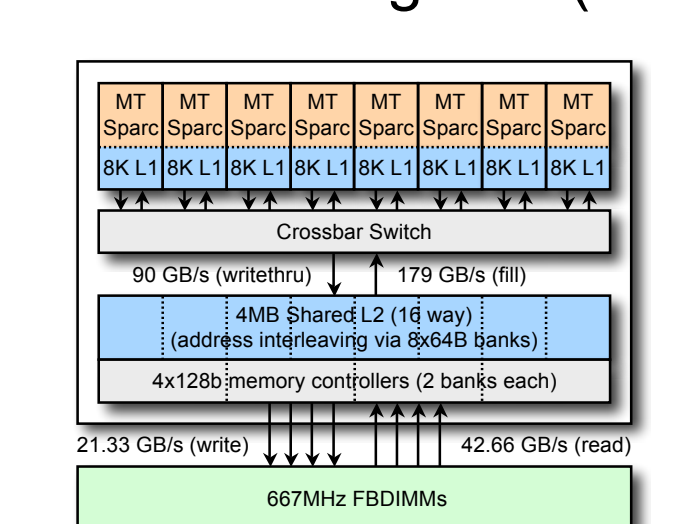 MT MT MT MT MT MT MT MT
Sparc Sparc Sparc Sparc Sparc Sparc Sparc Sparc
8K L1 8K L1 8K L1 8K L1 8K L1 8K L1 8K L1 8K L1
Crossbar Switch
90 GB/s (writethru) 179 GB/s (fill)
4MB Shared L2 (16 way)
(address interleaving via 8x64B banks)
4x128b memory controllers (2 banks each)
21.33 GB/s (write) 42.66 GB/s (read)
667MHz FBDIMMs